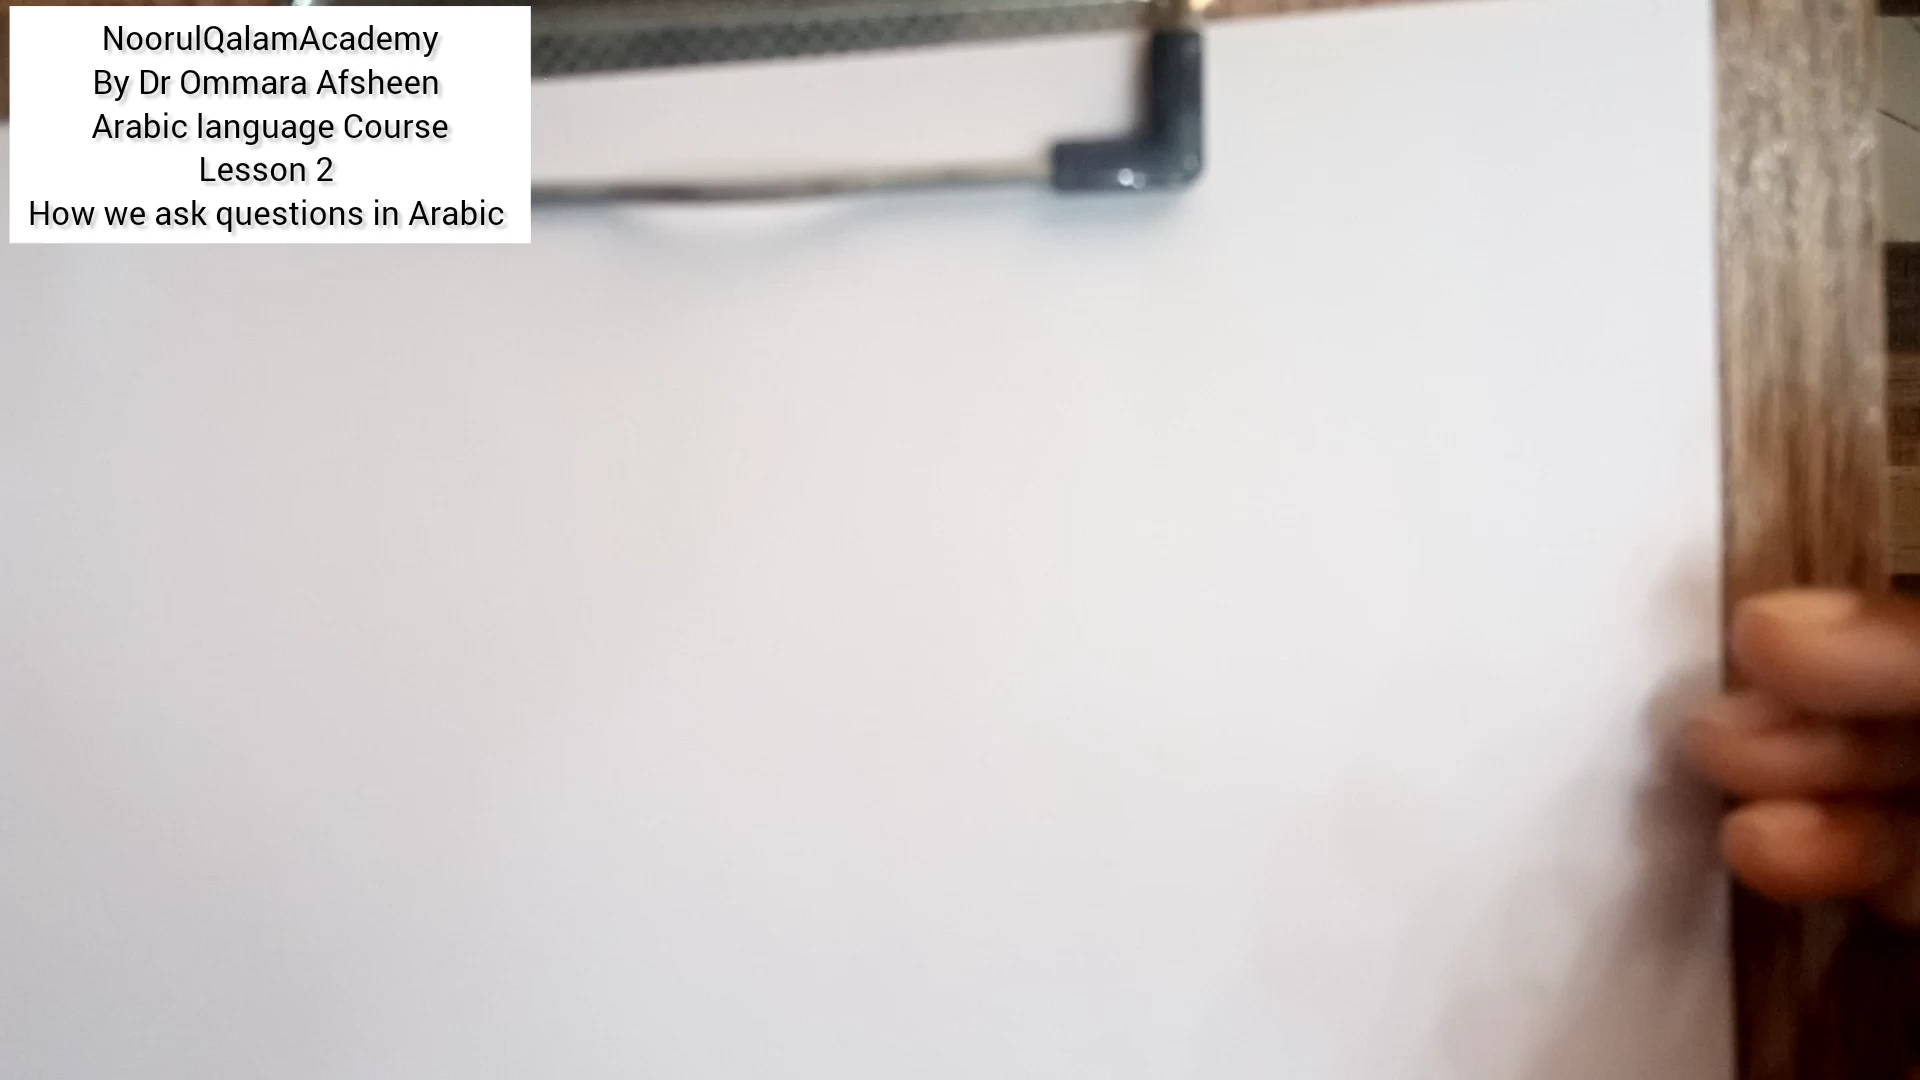 NoorulQalamAcademy
By Dr Ommara Afsheen
Arabic language Course
Lesson 2
How we ask questions in Arabic